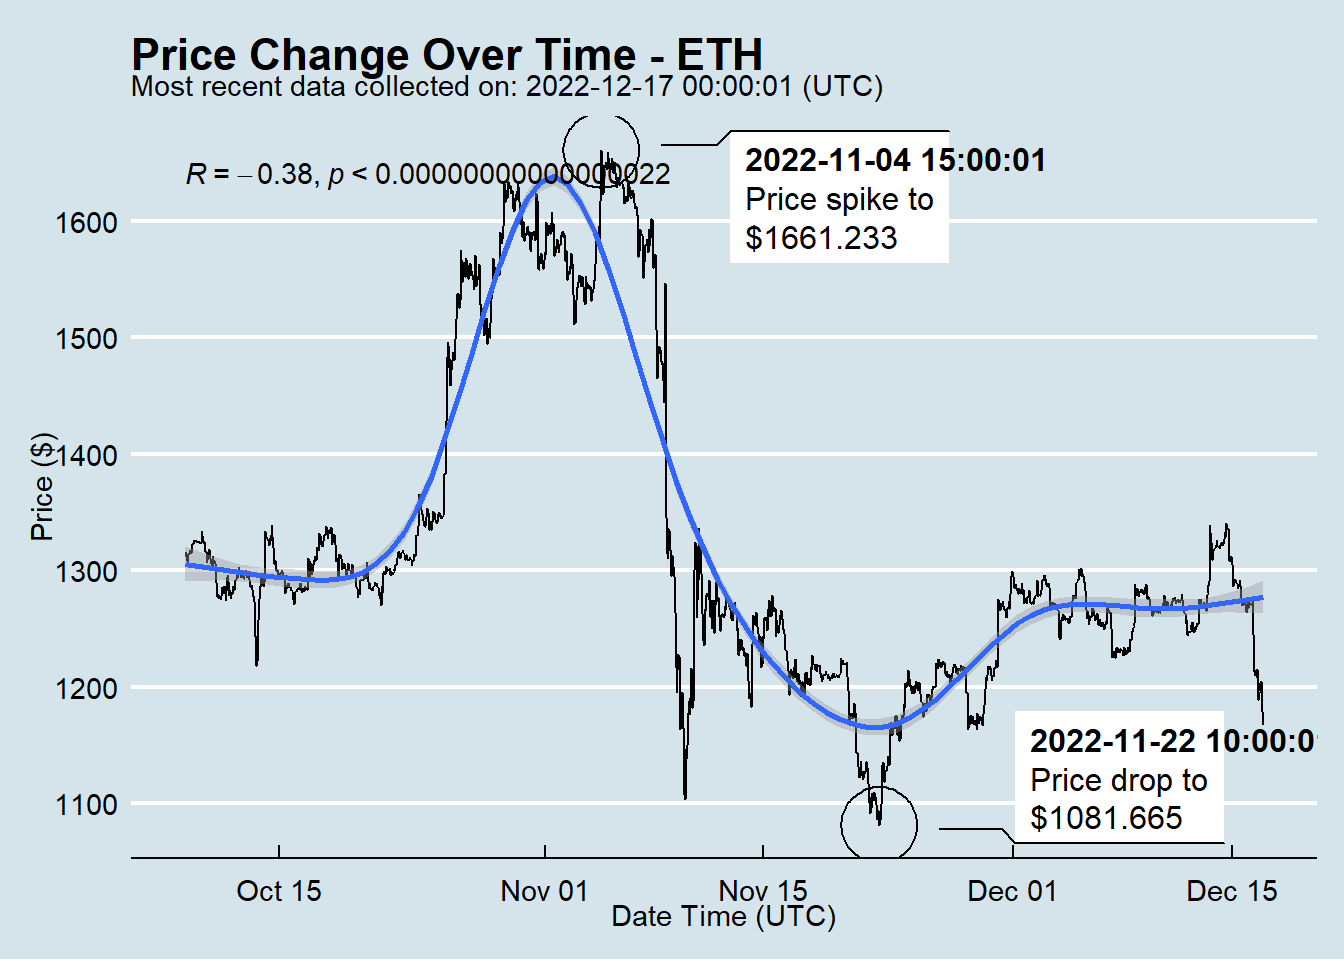 Price Change Over Time - ETH
Most recent data collected on: 2022-12-17 00:00:01 (UTC)
R = −0.38, p < 0.00000000000000022
2022-11-04 15:00:01
Price spike to
$1661.233
1600
1500
1400
1300
1200
1100
Price ($)
2022-11-22 10:00:01
Price drop to
$1081.665
Oct 15
Nov 01
Nov 15
Dec 01
Dec 15
Date Time (UTC)